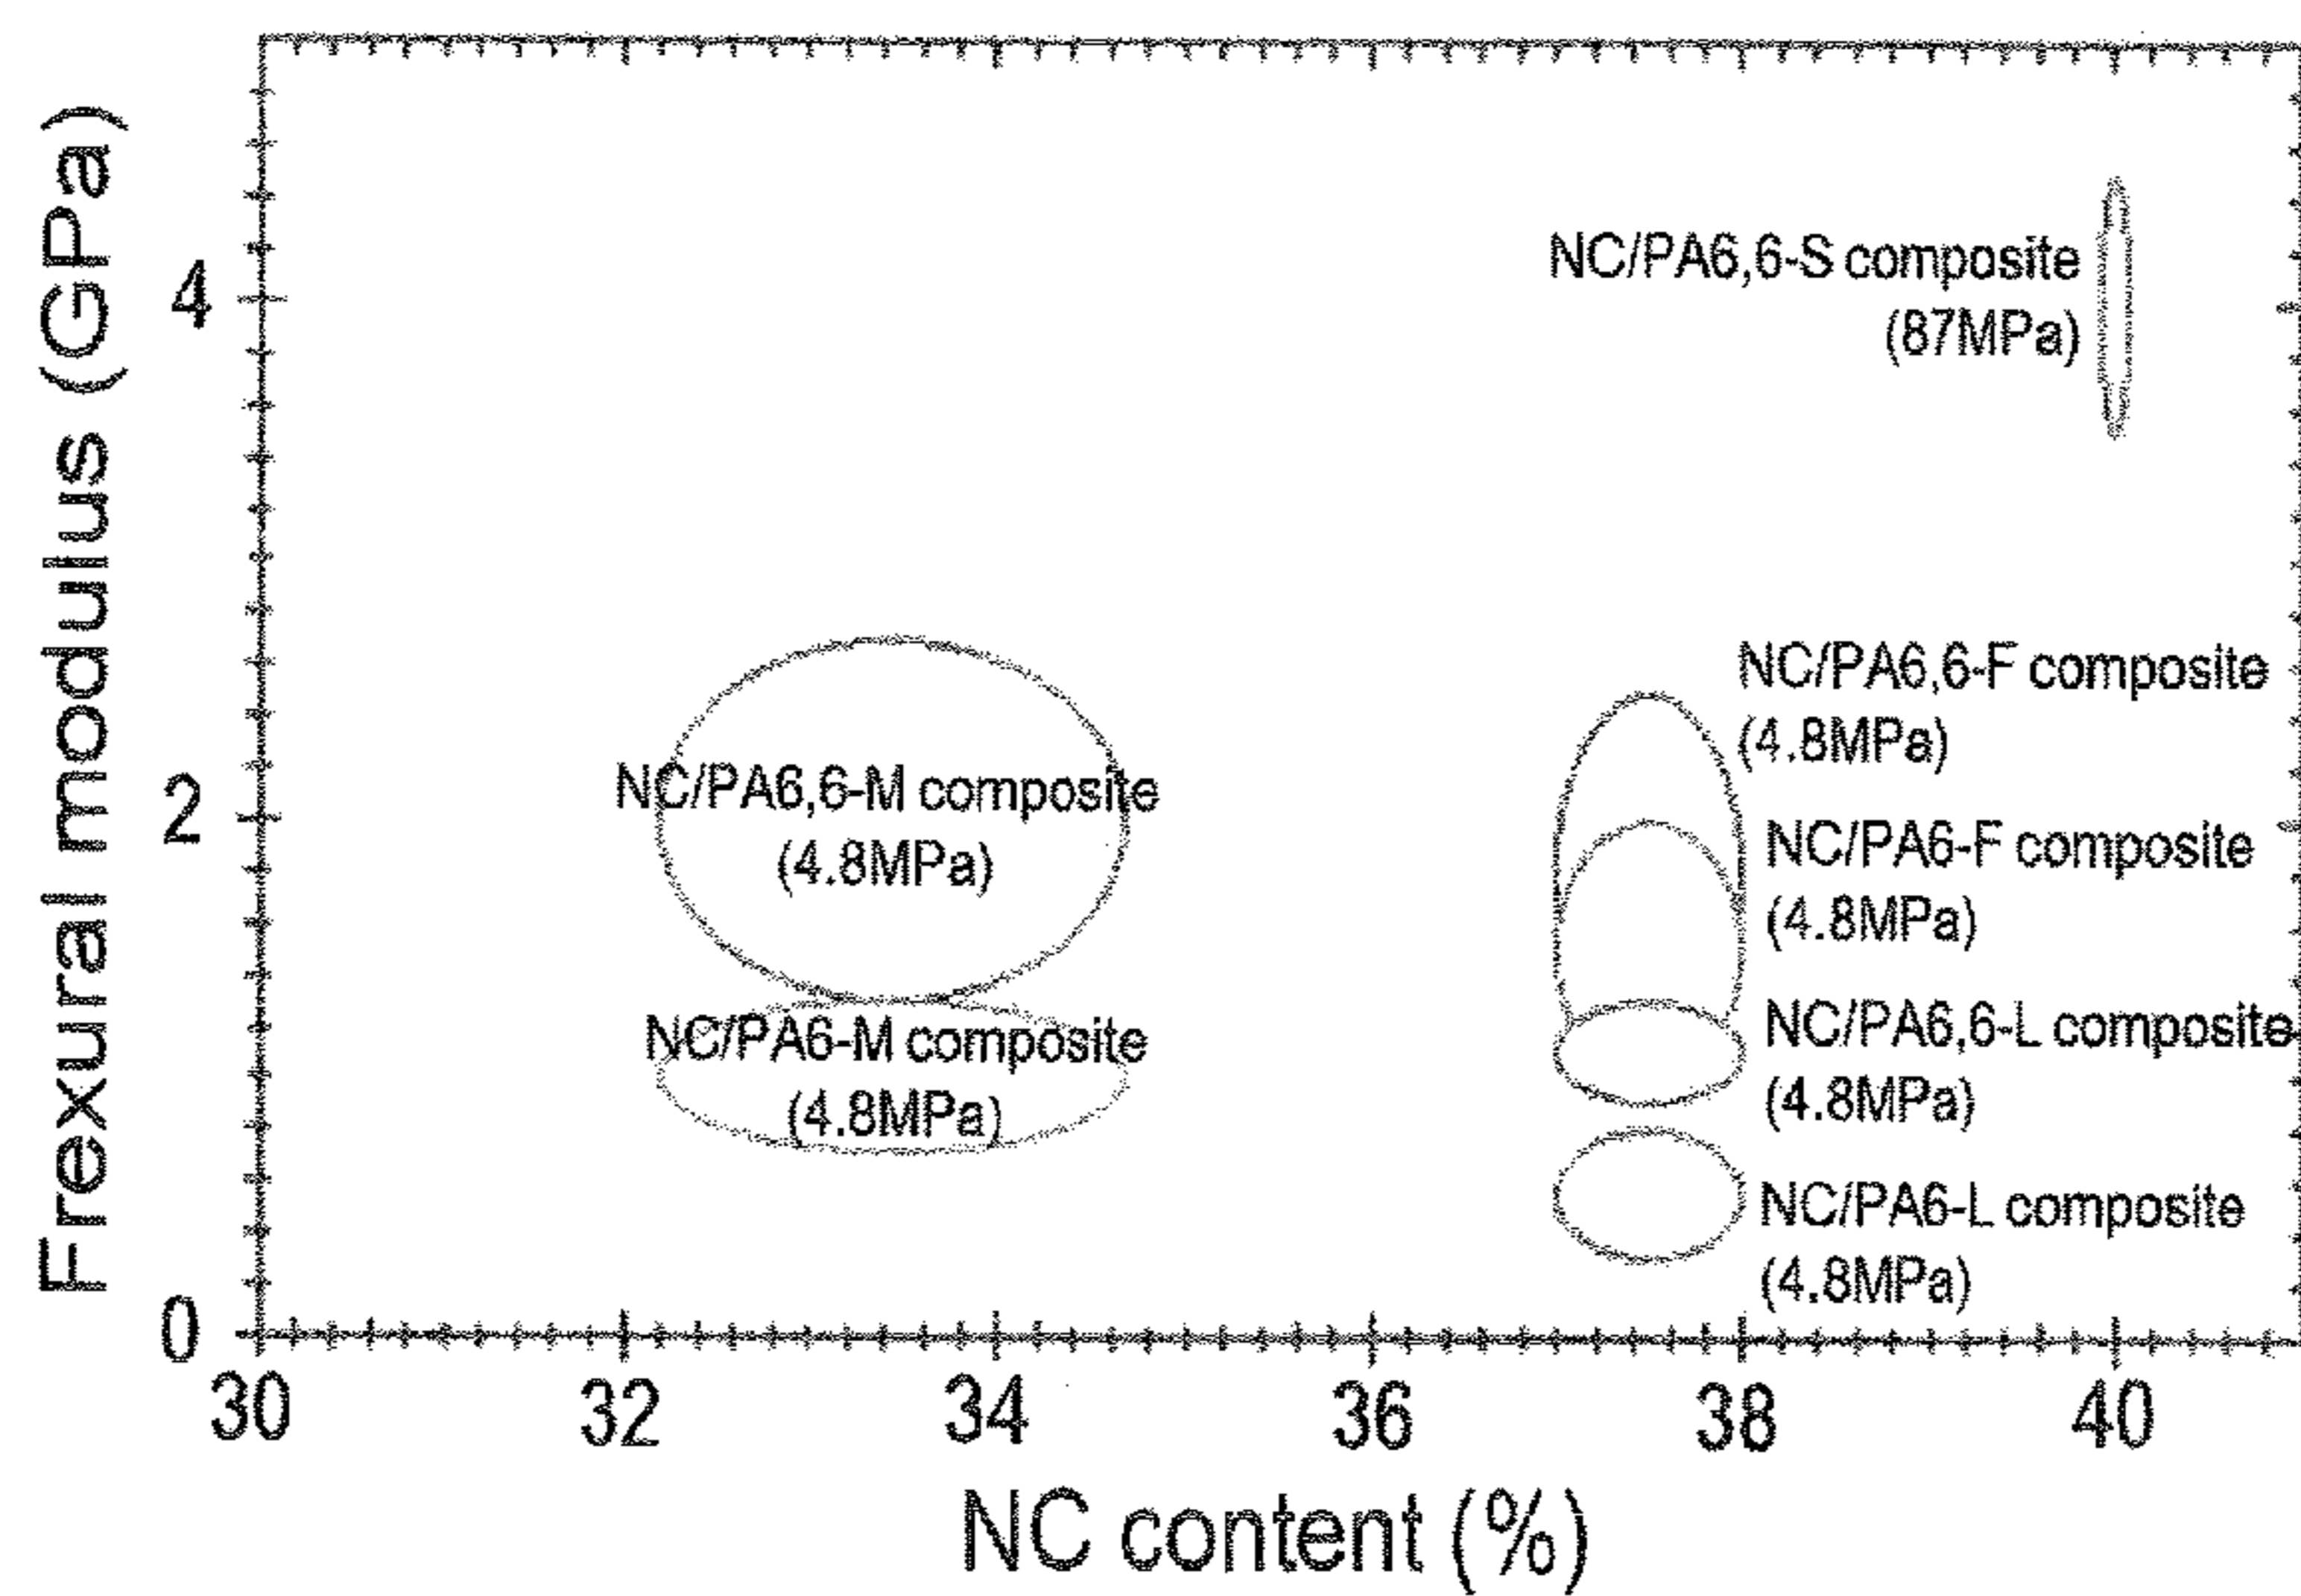 Frexural modulus (GPa)
4
2
0
NC/PA6,6-S composite
(87MPa)
NC/PA6,6-F composite
(4.8MPa)
NC/PA6,6-M composite
(4.8MPa)
NC/PA6-F composite
(4.8MPa)
NC/PA6-M composite
(4.8MPa)
NC/PA6,6-L composite
(4.8MPa)
NC/PA6-L composite
(4.8MPa)
30 32 34 36 38 40
NC content (%)